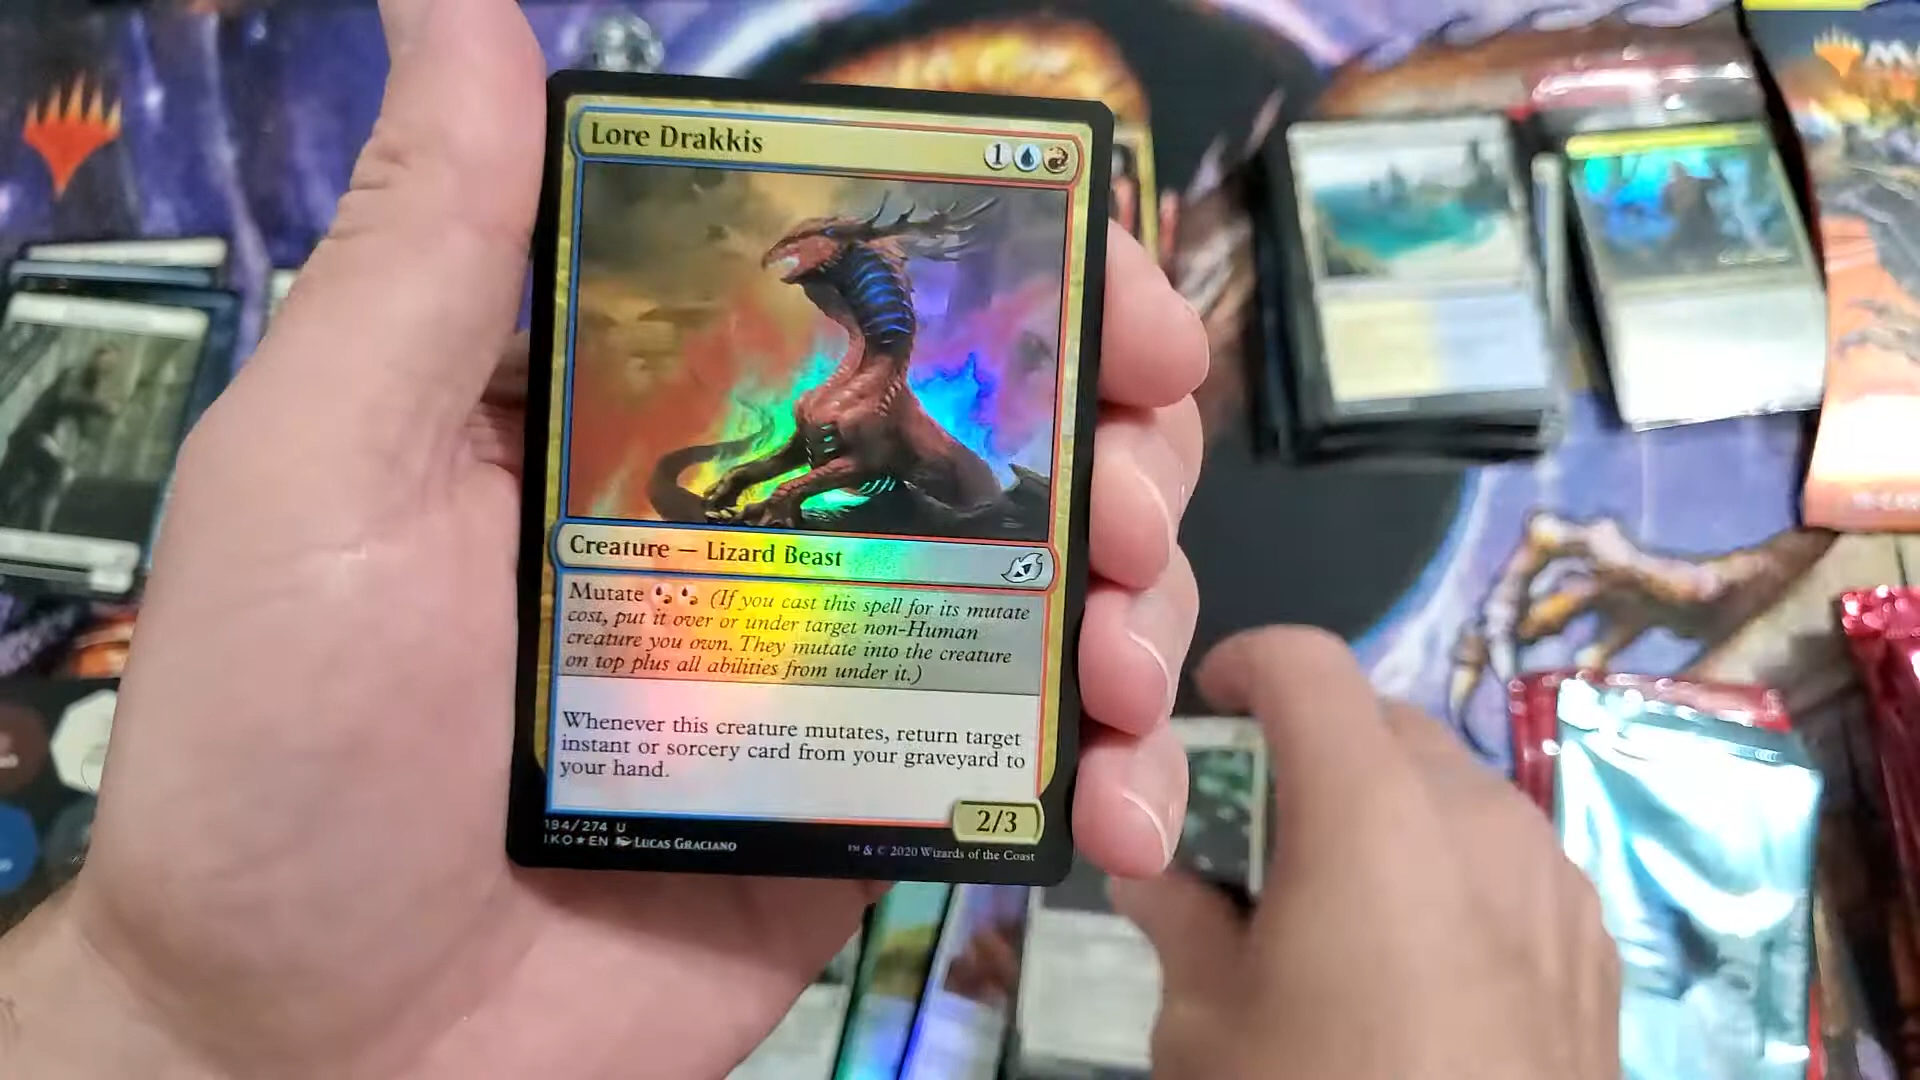 Lore Drakkis
1
Creature — Lizard Beast
Mutate (If you cast this spell for its mutate
cost, put it over or under target non-Human
creature you own. They mutate into the creature
on top plus all abilities from under it.)
Whenever this creature mutates, return target
instant or sorcery card from your graveyard to
your hand.
2/3
194/274 U
IKO★EN LUCAS GRACIANO
™ & © 2020 Wizards of the Coast